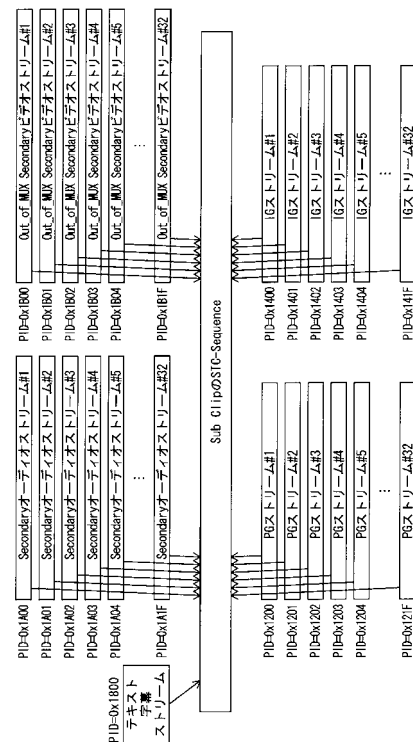 PID=0x1A00 Secondaryオーディオストリーム#1
PID=0x1A01 Secondaryオーディオストリーム#2
PID=0x1A02 Secondaryオーディオストリーム#3
PID=0x1A03 Secondaryオーディオストリーム#4
PID=0x1A04 Secondaryオーディオストリーム#5
⋮
PID=0x1A1F Secondaryオーディオストリーム#32
PID=0x1B00 Out_of_MUX Secondaryビデオストリーム#1
PID=0x1B01 Out_of_MUX Secondaryビデオストリーム#2
PID=0x1B02 Out_of_MUX Secondaryビデオストリーム#3
PID=0x1B03 Out_of_MUX Secondaryビデオストリーム#4
PID=0x1B04 Out_of_MUX Secondaryビデオストリーム#5
⋮
PID=0x1B1F Out_of_MUX Secondaryビデオストリーム#32
PID=0x1800
テキスト
字幕
ストリーム
Sub ClipのSTC-Sequence
PID=0x1200 PGストリーム#1
PID=0x1201 PGストリーム#2
PID=0x1202 PGストリーム#3
PID=0x1203 PGストリーム#4
PID=0x1204 PGストリーム#5
⋮
PID=0x121F PGストリーム#32
PID=0x1400 IGストリーム#1
PID=0x1401 IGストリーム#2
PID=0x1402 IGストリーム#3
PID=0x1403 IGストリーム#4
PID=0x1404 IGストリーム#5
⋮
PID=0x141F IGストリーム#32